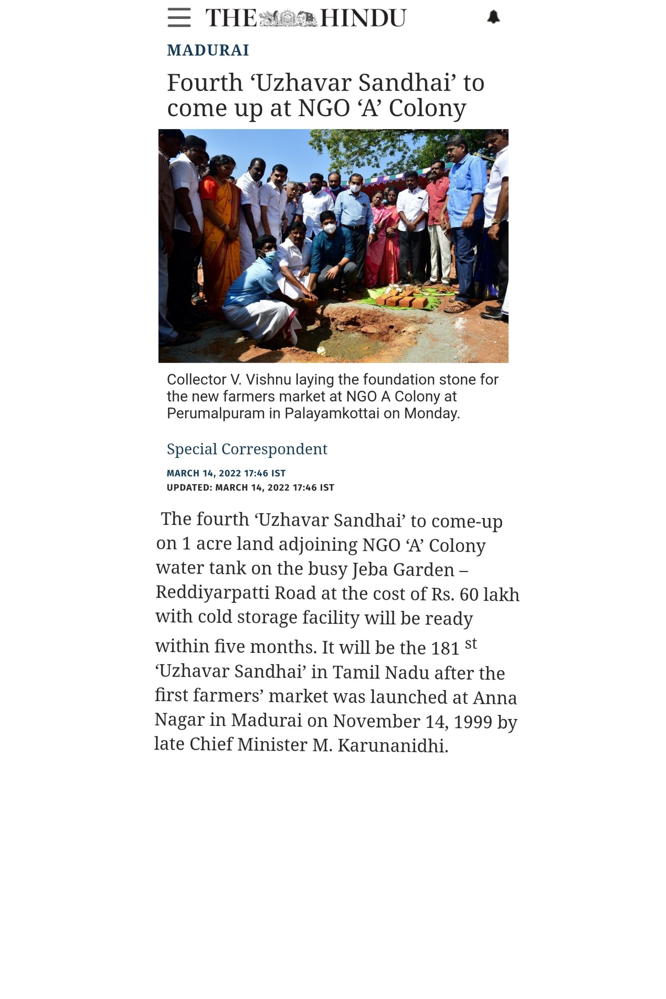 THE HINDU
MADURAI
Fourth ‘Uzhavar Sandhai’ to
come up at NGO ‘A’ Colony
Collector V. Vishnu laying the foundation stone for
the new farmers market at NGO A Colony at
Perumalpuram in Palayamkottai on Monday.
Special Correspondent
MARCH 14, 2022 17:46 IST
UPDATED: MARCH 14, 2022 17:46 IST
The fourth ‘Uzhavar Sandhai’ to come-up
on 1 acre land adjoining NGO ‘A’ Colony
water tank on the busy Jeba Garden –
Reddiyarpatti Road at the cost of Rs. 60 lakh
with cold storage facility will be ready
within five months. It will be the 181 st
‘Uzhavar Sandhai’ in Tamil Nadu after the
first farmers’ market was launched at Anna
Nagar in Madurai on November 14, 1999 by
late Chief Minister M. Karunanidhi.